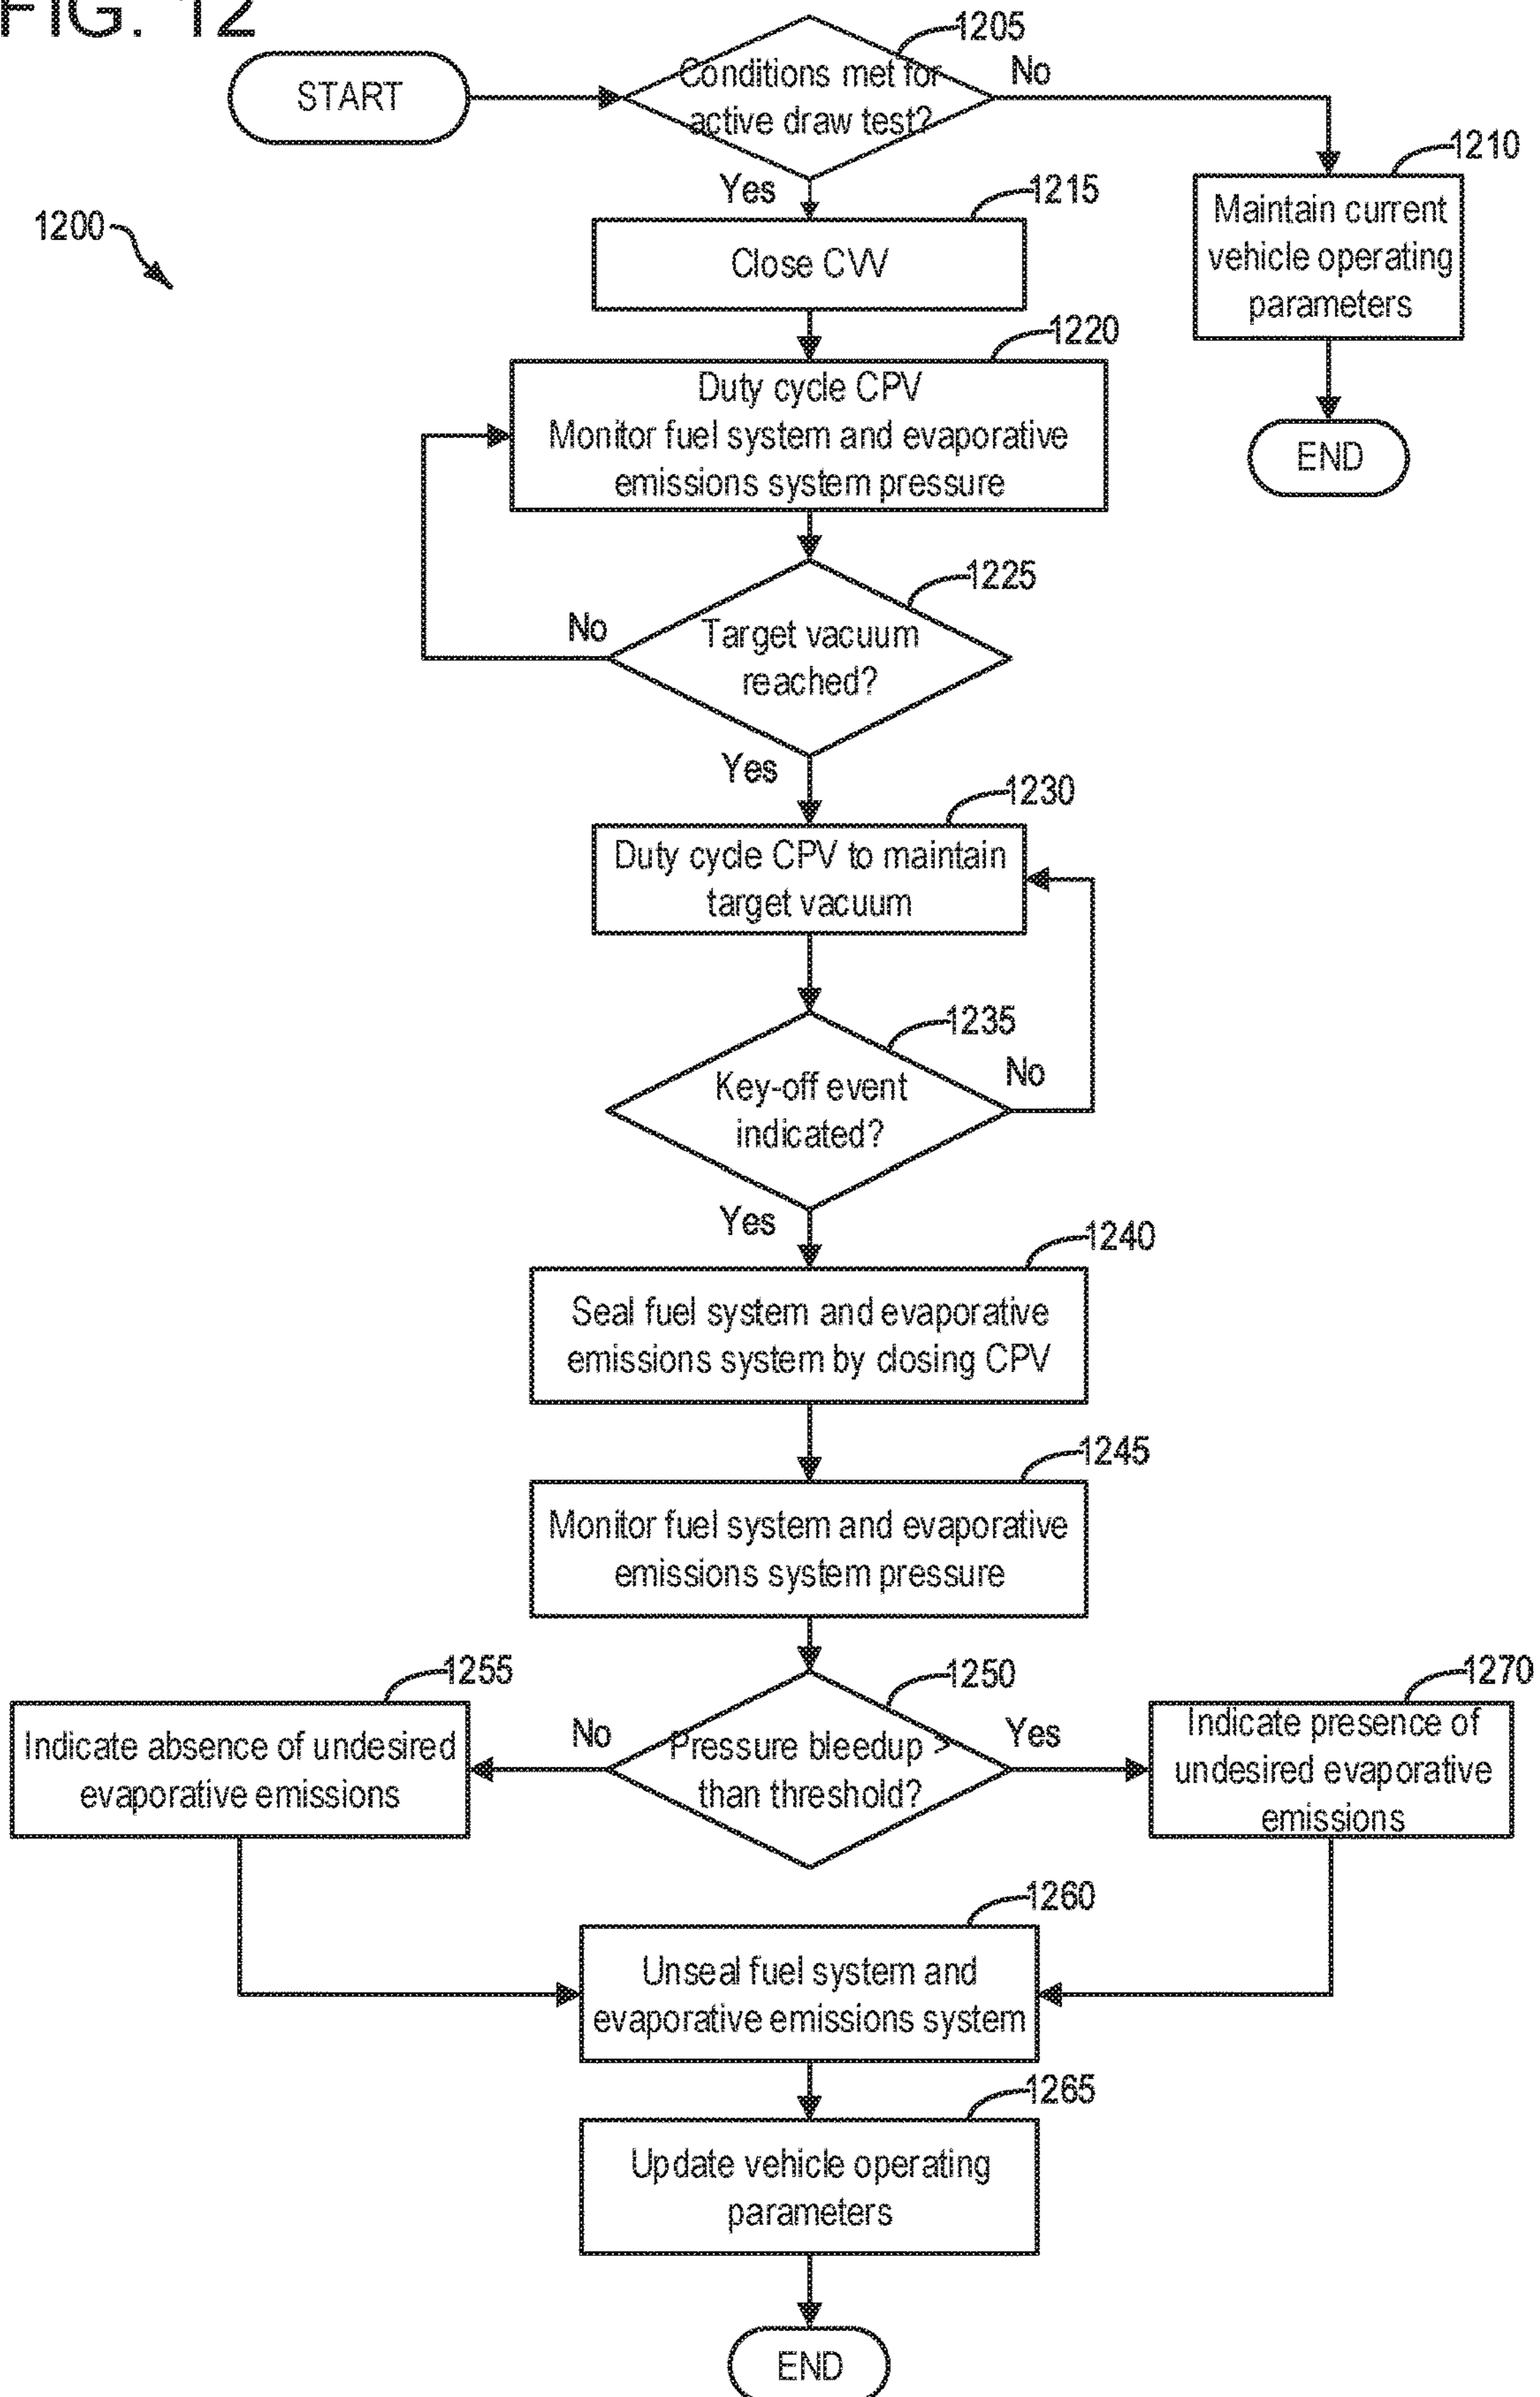 FIG. 12
START
1205
Conditions met for
active draw test?
No
Yes
1210
Maintain current
vehicle operating
parameters
END
1200
1215
Close CVV
1220
Duty cycle CPV
Monitor fuel system and evaporative
emissions system pressure
1225
Target vacuum
reached?
No
Yes
1230
Duty cycle CPV to maintain
target vacuum
1235
Key-off event
indicated?
No
Yes
1240
Seal fuel system and evaporative
emissions system by closing CPV
1245
Monitor fuel system and evaporative
emissions system pressure
1250
Pressure bleedup >
than threshold?
No
Yes
1255
Indicate absence of undesired
evaporative emissions
1270
Indicate presence of
undesired evaporative
emissions
1260
Unseal fuel system and
evaporative emissions system
1265
Update vehicle operating
parameters
END